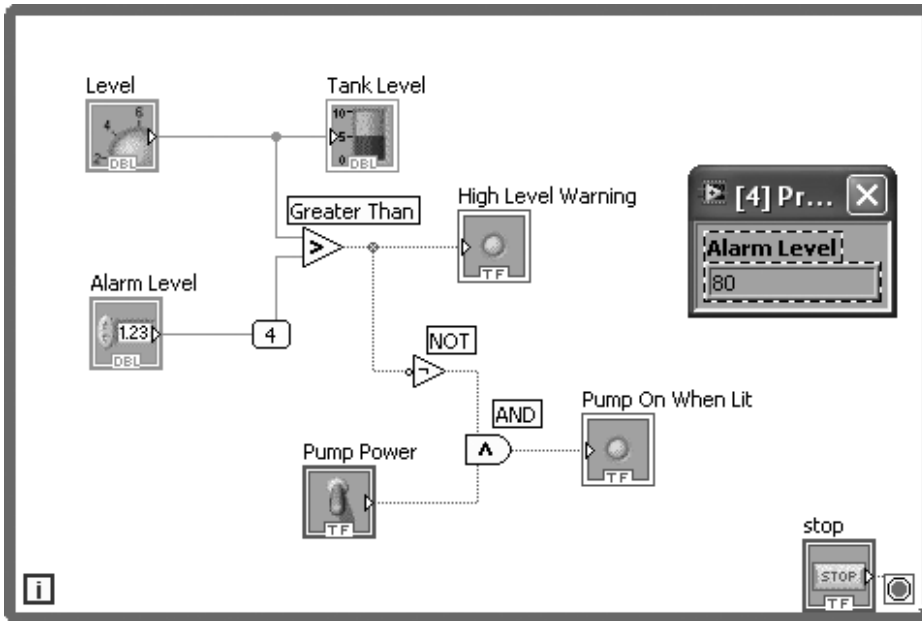 Level
Tank Level
6
4
2
DBL
10
5
0
DBL
Greater Than
>
High Level Warning
TF
[4] Pr...
Alarm Level
80
Alarm Level
1.23
DBL
4
NOT
AND
Pump On When Lit
TF
Pump Power
TF
stop
STOP
TF
i